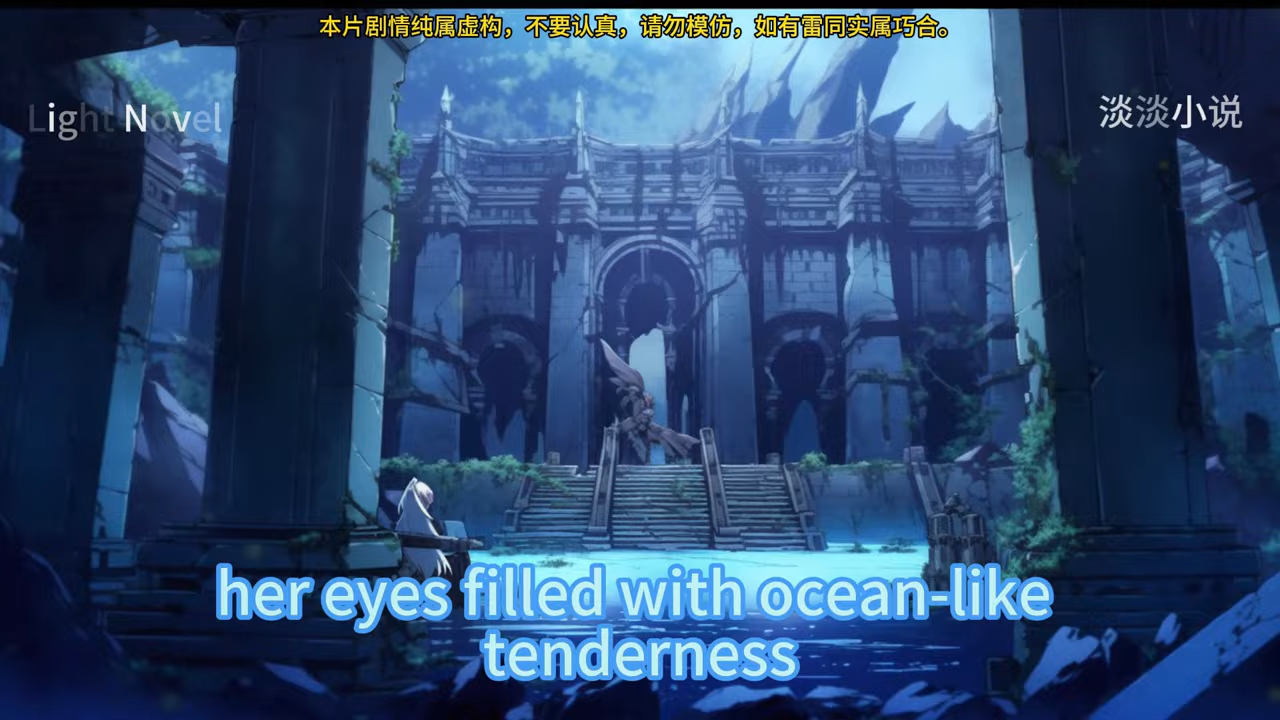 本片剧情纯属虚构，不要认真，请勿模仿，如有雷同实属巧合。
Light Novel
淡淡小说
her eyes filled with ocean-like
tenderness